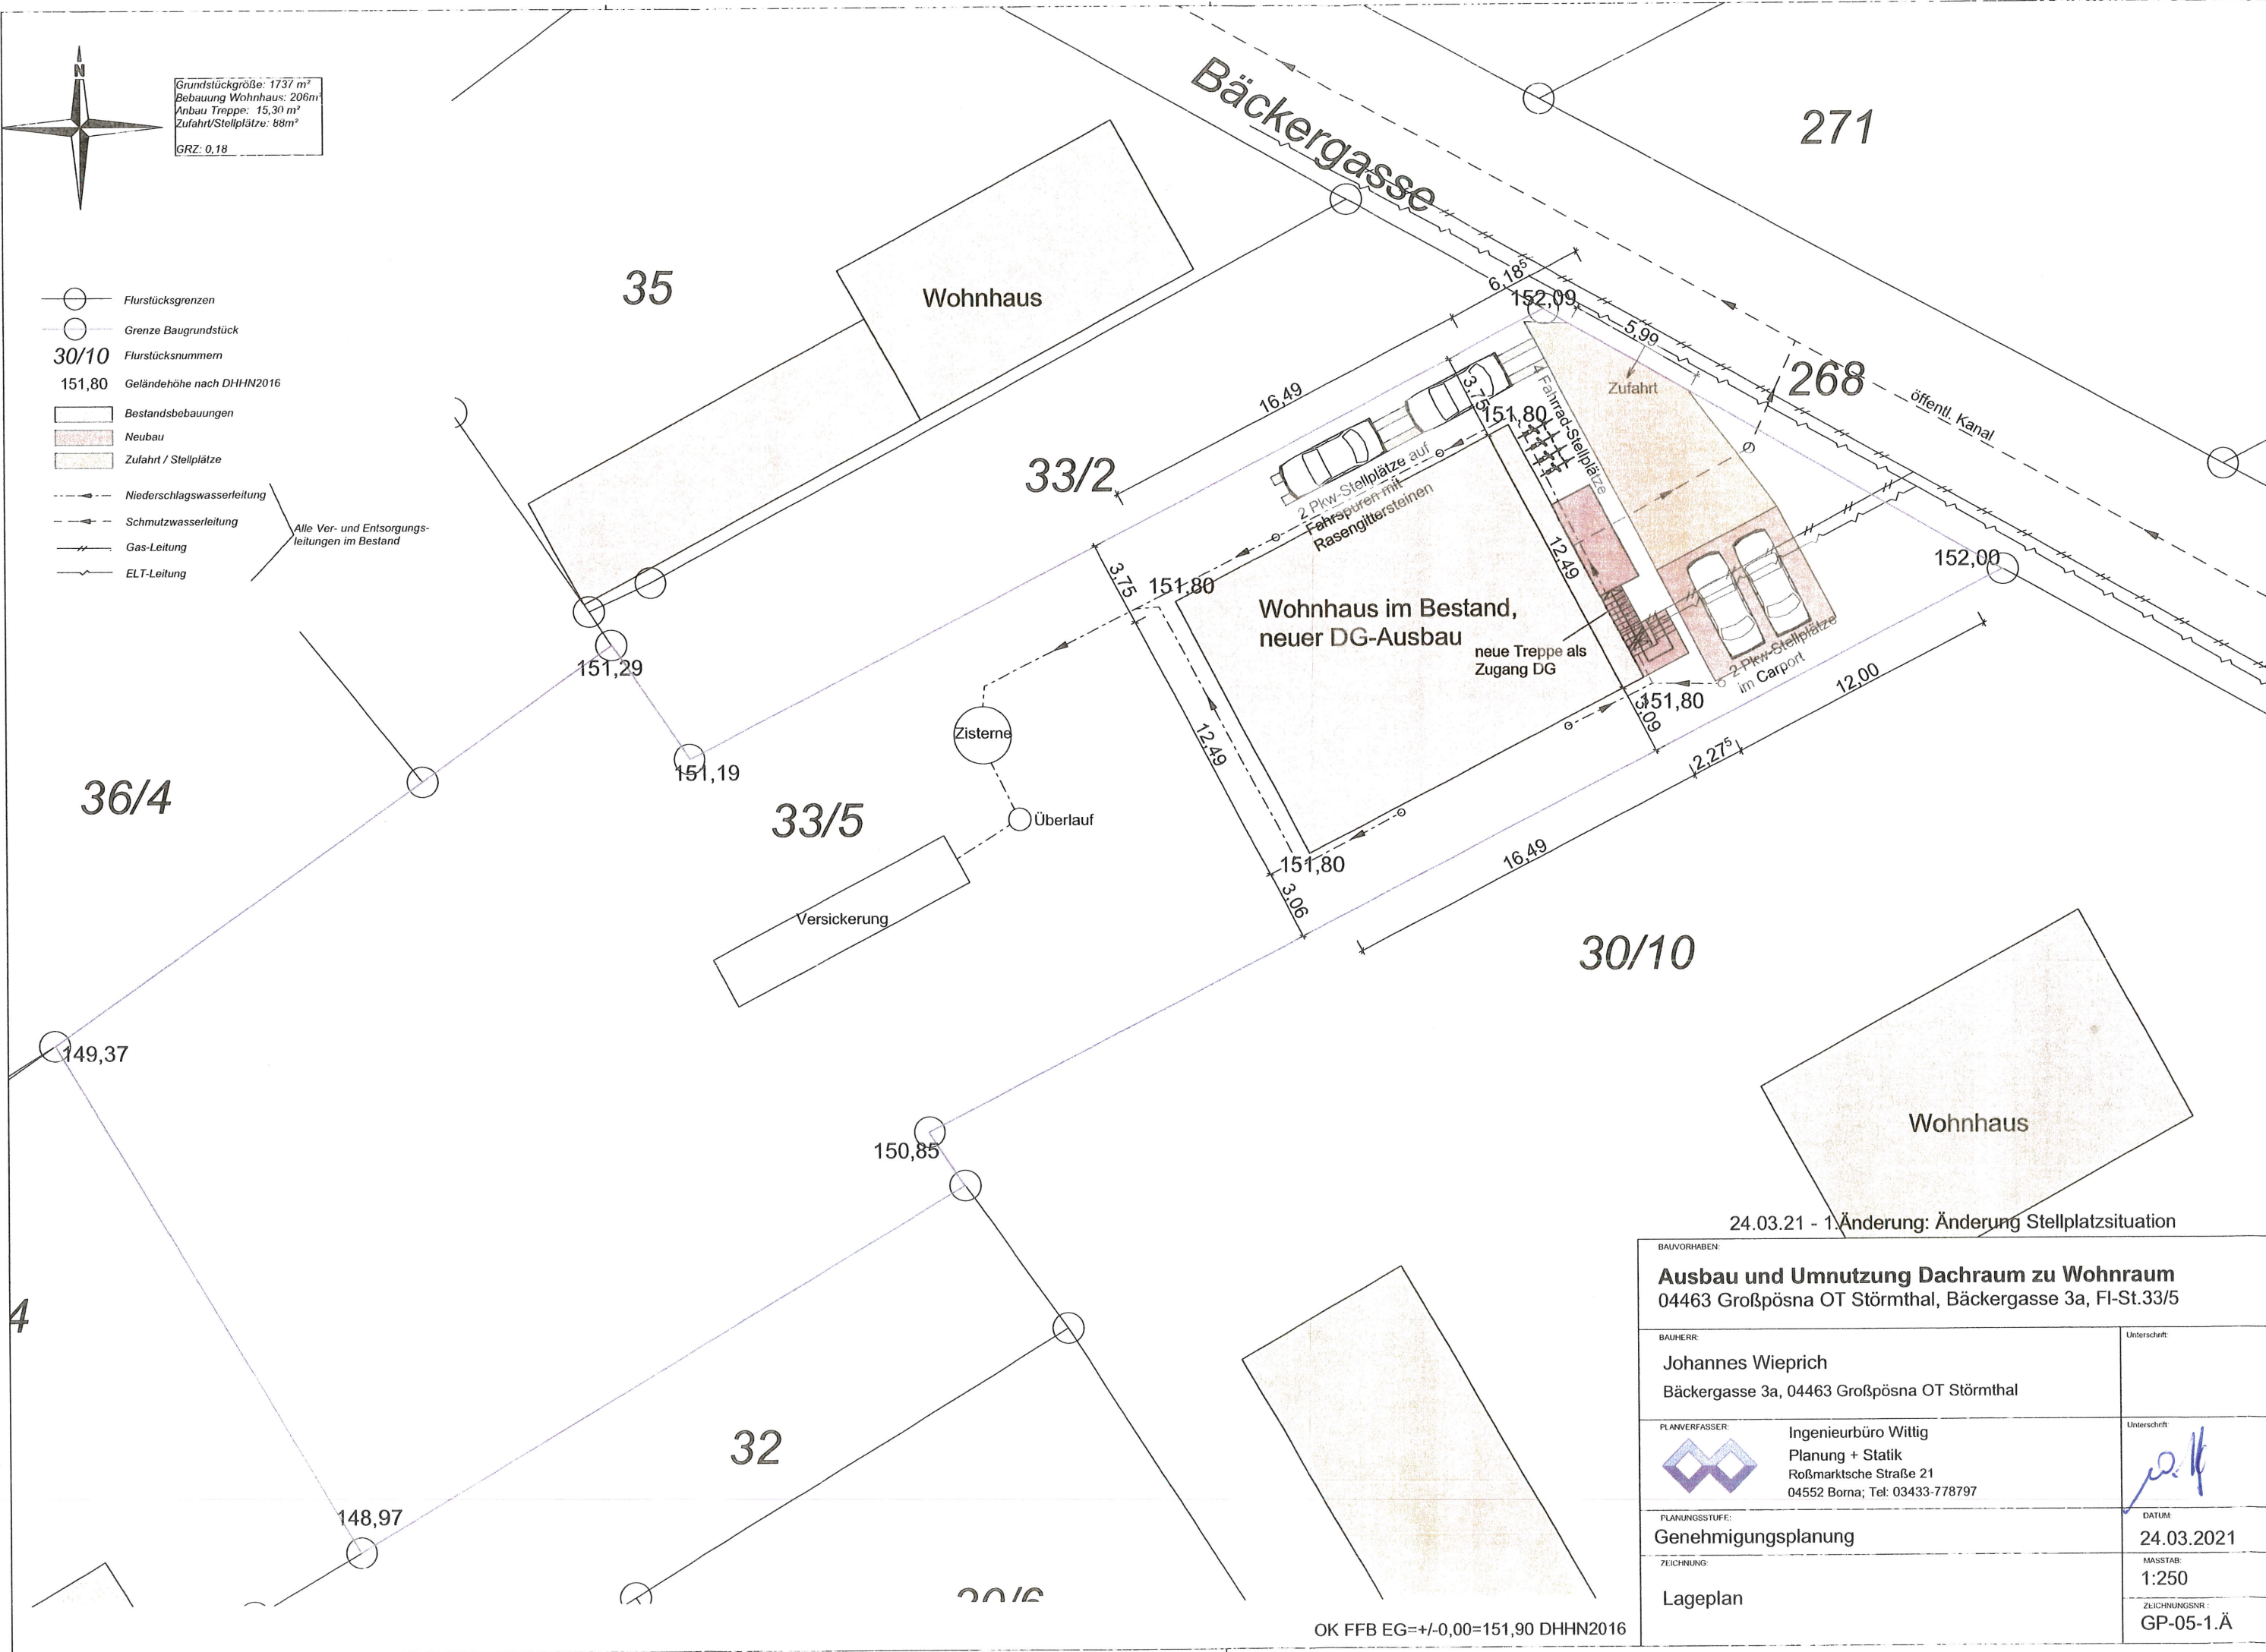 N
Grundstückgröße: 1737 m²
Bebauung Wohnhaus: 206m²
Anbau Treppe: 15,30 m²
Zufahrt/Stellplätze: 88m²
GRZ: 0,18
Flurstücksgrenzen
Grenze Baugrundstück
30/10 Flurstücksnummern
151,80 Geländehöhe nach DHHN2016
Bestandsbebauungen
Neubau
Zufahrt / Stellplätze
Niederschlagswasserleitung
Schmutzwasserleitung
Gas-Leitung
ELT-Leitung
Alle Ver- und Entsorgungs-
leitungen im Bestand
Bäckergasse
271
35
Wohnhaus
6,18⁵
152,09
5,99
Zufahrt
268
öffentl. Kanal
16,49
3,75
151,80
4 Fahrrad-Stellplätze
33/2
2 Pkw-Stellplätze auf
Fahrspuren mit
Rasengittersteinen
12,49
152,00
3,75
151,80
Wohnhaus im Bestand,
neuer DG-Ausbau
neue Treppe als
Zugang DG
2 Pkw-Stellplätze
im Carport
151,80
3,09
12,00
2,27⁵
151,29
151,19
Zisterne
12,49
36/4
33/5
Überlauf
151,80
16,49
3,06
Versickerung
30/10
149,37
150,85
Wohnhaus
4
32
148,97
30/6
24.03.21 - 1.Änderung: Änderung Stellplatzsituation
BAUVORHABEN:
Ausbau und Umnutzung Dachraum zu Wohnraum
04463 Großpösna OT Störmthal, Bäckergasse 3a, Fl-St.33/5
BAUHERR:
Unterschrift:
Johannes Wieprich
Bäckergasse 3a, 04463 Großpösna OT Störmthal
PLANVERFASSER:
Unterschrift:
Ingenieurbüro Wittig
Planung + Statik
Roßmarktsche Straße 21
04552 Borna; Tel: 03433-778797
PLANUNGSSTUFE:
Genehmigungsplanung
DATUM:
24.03.2021
ZEICHNUNG:
Lageplan
MASSTAB:
1:250
ZEICHNUNGSNR.:
GP-05-1.Ä
OK FFB EG=+/-0,00=151,90 DHHN2016